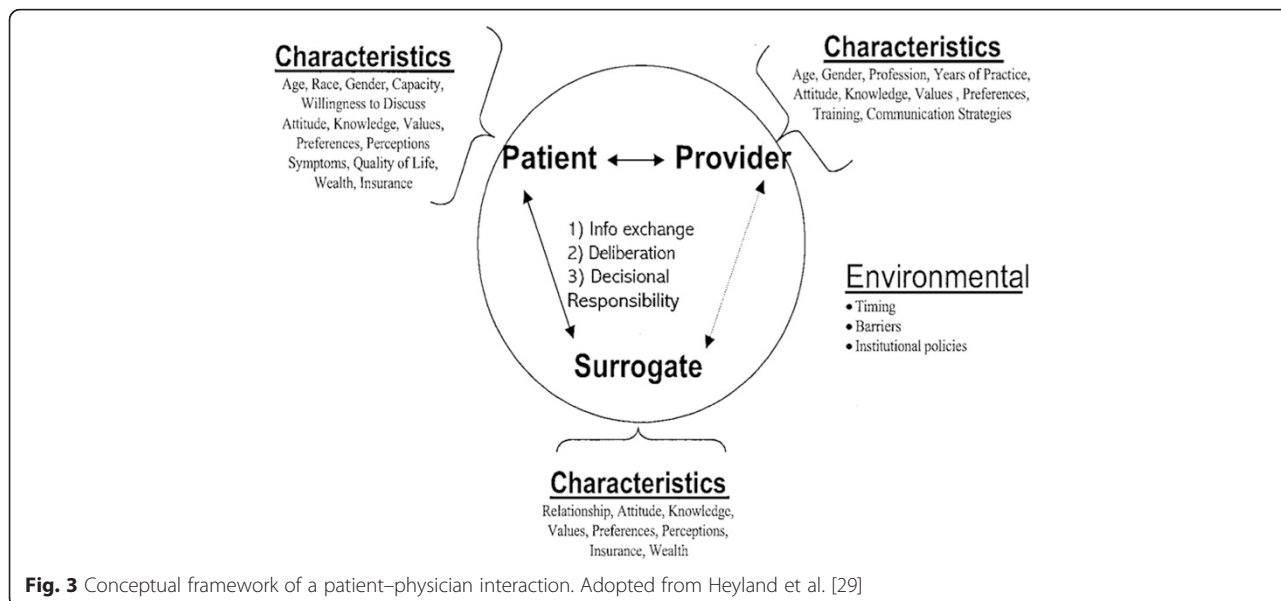 Characteristics
Age, Race, Gender, Capacity,
Willingness to Discuss
Attitude, Knowledge, Values,
Preferences, Perceptions
Symptoms, Quality of Life,
Wealth, Insurance
Characteristics
Age, Gender, Profession, Years of Practice,
Attitude, Knowledge, Values , Preferences,
Training, Communication Strategies
Patient
Provider
1) Info exchange
2) Deliberation
3) Decisional
Responsibility
Surrogate
Environmental
• Timing
• Barriers
• Institutional policies
Characteristics
Relationship, Attitude, Knowledge,
Values, Preferences, Perceptions,
Insurance, Wealth
Fig. 3 Conceptual framework of a patient–physician interaction. Adopted from Heyland et al. [29]